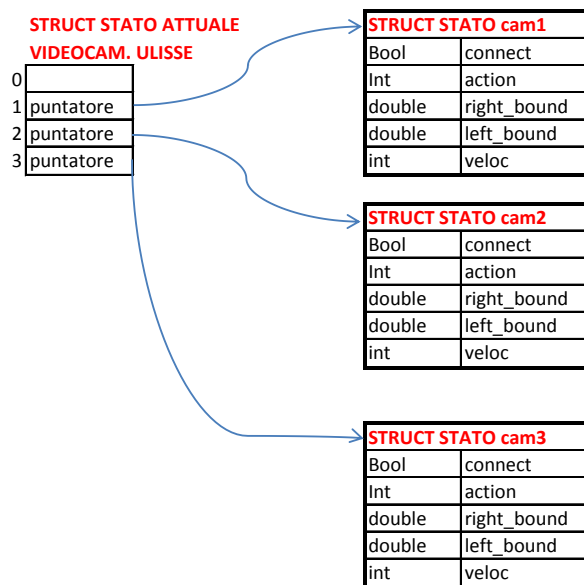 STRUCT STATO ATTUALE
VIDEOCAM. ULISSE
0
1 puntatore
2 puntatore
3 puntatore
STRUCT STATO cam1
Bool connect
Int action
double right_bound
double left_bound
int veloc
STRUCT STATO cam2
Bool connect
Int action
double right_bound
double left_bound
int veloc
STRUCT STATO cam3
Bool connect
Int action
double right_bound
double left_bound
int veloc